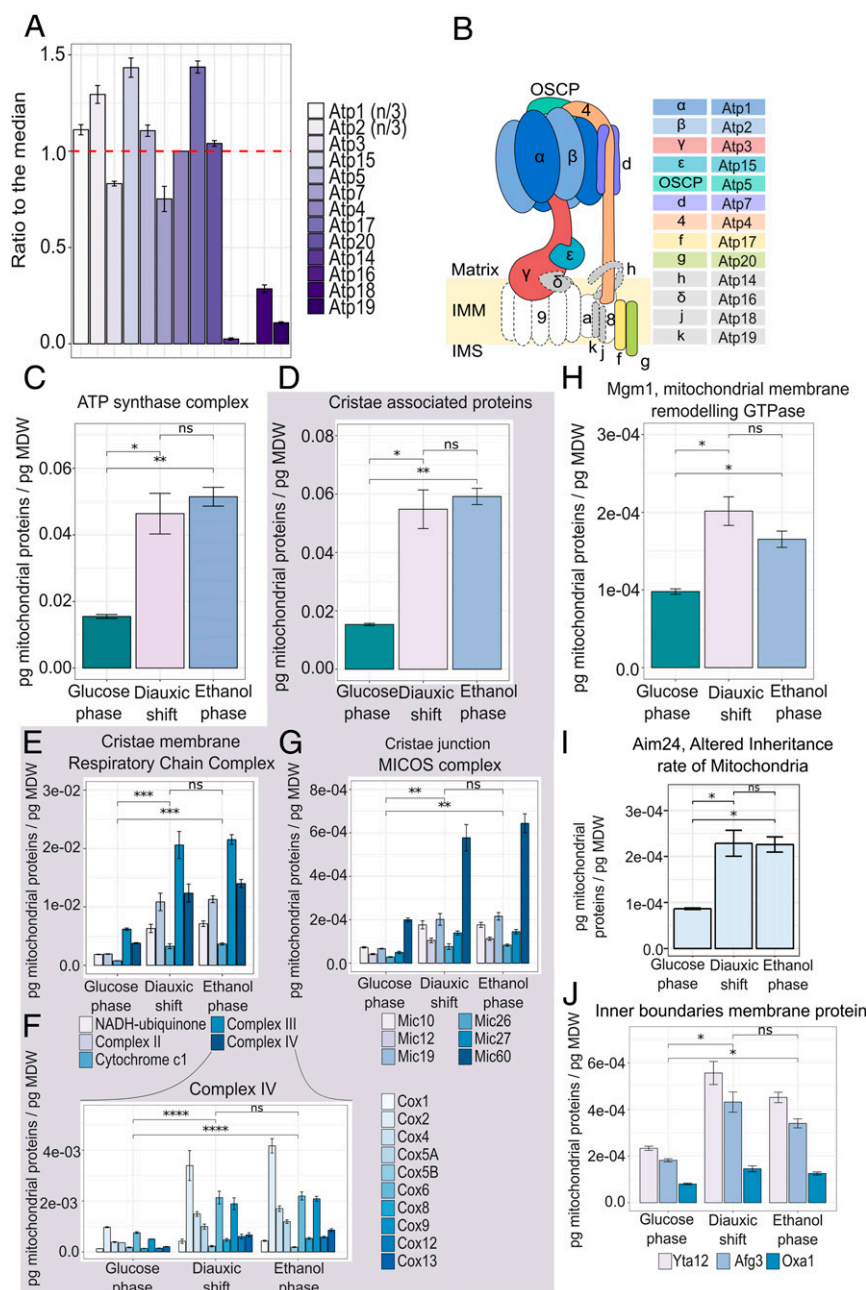 A
Ratio to the median
1.5
1.0
0.5
0.0
Atp1 (n/3)
Atp2 (n/3)
Atp3
Atp15
Atp5
Atp7
Atp4
Atp17
Atp20
Atp14
Atp16
Atp18
Atp19
B
OSCP
4
α
β
d
ε
γ
δ
h
Matrix
IMM
IMS
9
a
8
k
j
f
g
α Atp1
β Atp2
γ Atp3
ε Atp15
OSCP Atp5
d Atp7
4 Atp4
f Atp17
g Atp20
h Atp14
δ Atp16
j Atp18
k Atp19
C
ATP synthase complex
pg mitochondrial proteins / pg MDW
ns
*
**
0.06
0.04
0.02
0.00
Glucose phase
Diauxic shift
Ethanol phase
D
Cristae associated proteins
pg mitochondrial proteins / pg MDW
0.08
0.06
0.04
0.02
0.00
ns
*
**
Glucose phase
Diauxic shift
Ethanol phase
H
Mgm1, mitochondrial membrane
remodelling GTPase
pg mitochondrial proteins / pg MDW
3e-04
2e-04
1e-04
0.0
ns
*
*
Glucose phase
Diauxic shift
Ethanol phase
E
Cristae membrane
Respiratory Chain Complex
pg mitochondrial proteins / pg MDW
3e-02
2e-02
1e-02
0.0
ns
***
***
Glucose phase
Diauxic shift
Ethanol phase
NADH-ubiquinone
Complex II
Cytochrome c1
Complex III
Complex IV
G
Cristae junction
MICOS complex
pg mitochondrial proteins / pg MDW
8e-04
6e-04
4e-04
2e-04
0.0
ns
**
**
Glucose phase
Diauxic shift
Ethanol phase
Mic10
Mic12
Mic19
Mic26
Mic27
Mic60
I
Aim24, Altered Inheritance
rate of Mitochondria
pg mitochondrial
proteins / pg MDW
3e-04
2e-04
1e-04
0.0
ns
*
*
Glucose phase
Diauxic shift
Ethanol phase
F
Complex IV
pg mitochondrial proteins / pg MDW
4e-03
2e-03
0.0
ns
****
****
Glucose phase
Diauxic shift
Ethanol phase
Cox1
Cox2
Cox4
Cox5A
Cox5B
Cox6
Cox8
Cox9
Cox12
Cox13
J
Inner boundaries membrane protein
pg mitochondrial proteins / pg MDW
6e-04
4e-04
2e-04
0.0
ns
*
*
Glucose phase
Diauxic shift
Ethanol phase
Yta12
Afg3
Oxa1